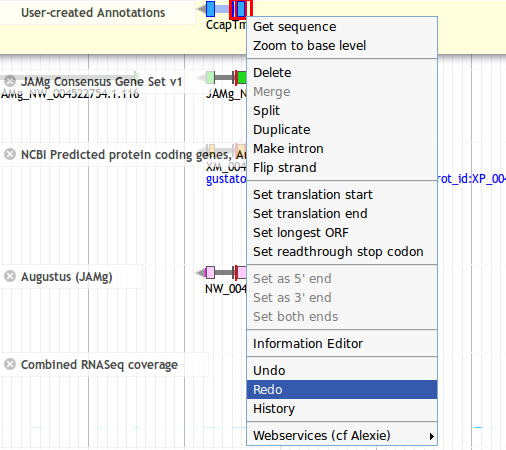 User-created Annotations
CcapTm
Get sequence
Zoom to base level
Delete
Merge
Split
Duplicate
Make intron
Flip strand
Set translation start
Set translation end
Set longest ORF
Set readthrough stop codon
Set as 5' end
Set as 3' end
Set both ends
Information Editor
Undo
Redo
History
Webservices (cf Alexie)
JAMg Consensus Gene Set v1
AMg_NW_004522754.1.116
JAMg_N
NCBI Predicted protein coding genes, A
XM_004
gustato
rot_id:XP_004
Augustus (JAMg)
NW_004
Combined RNASeq coverage